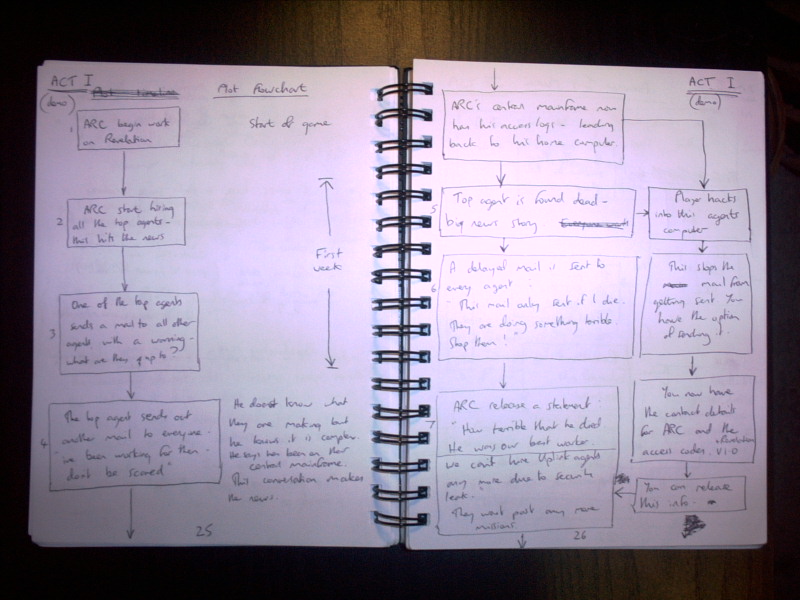 ACT I
(demo)
Plot timeline
Plot flowchart
1
ARC begin work
on Revelation
Start of game
2
ARC start hiring
all the top agents -
this hits the news
First
week
3
One of the top agents
sends a mail to all other
agents, with a warning -
what are they up to?
4
The top agent sends out
another mail to everyone.
"I've been working for them
don't be scared"
He doesn't know what
they are making but
he knows it is complex
He says he's been on their
central mainframe.
This conversation makes
the news.
25
ACT I
(demo)
ARC's central mainframe now
has his access logs - leading
back to his home computer.
5
Top agent is found dead -
big news story
Player hacks
into this agents
computer
6
A delayed mail is sent to
every agent.
"This mail only sent if I die.
They are doing something terrible.
Stop them!"
This stops the
mail from
getting sent. You
have the option
of sending it.
7
ARC release a statement.
"How terrible that he died
He was our best worker.
We cant have Uplink agents
any more due to security
leak."
They wont post any more
missions
You now have
the contact details
for ARC and the
access codes. Revelation
V1.0
You can release
this info.
26